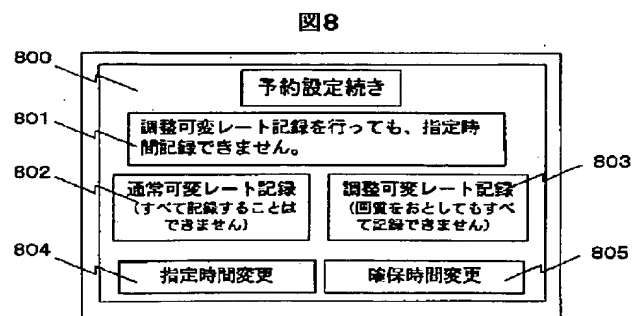 図8
800
予約設定続き
801
調整可変レート記録を行っても、指定時
間記録できません。
802
通常可変レート記録
(すべて記録することは
できません)
803
調整可変レート記録
(画質をおとしてもすべ
て記録できません)
804
指定時間変更
確保時間変更
805